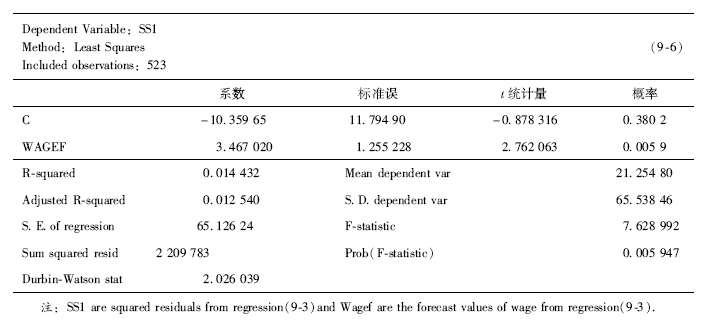 Dependent Variable: SS1
Method: Least Squares (9-6)
Included observations: 523
系数 标准误 t统计量 概率
C -10.359 65 11.794 90 -0.878 316 0.380 2
WAGEF 3.467 020 1.255 228 2.762 063 0.005 9
R-squared 0.014 432 Mean dependent var 21.254 80
Adjusted R-squared 0.012 540 S. D. dependent var 65.538 46
S. E. of regression 65.126 24 F-statistic 7.628 992
Sum squared resid 2 209 783 Prob(F-statistic) 0.005 947
Durbin-Watson stat 2.026 039
注: SS1 are squared residuals from regression(9-3)and Wagef are the forecast values of wage from regression(9-3).